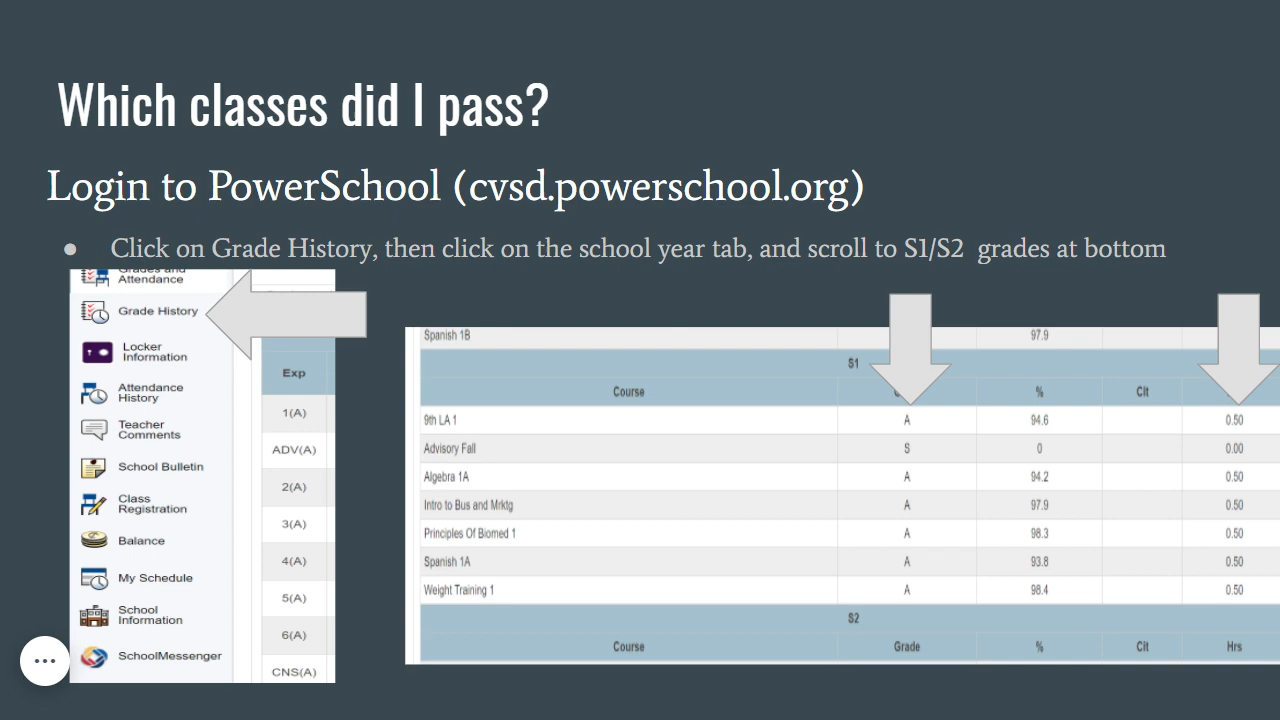 Which classes did I pass?
Login to PowerSchool (cvsd.powerschool.org)
● Click on Grade History, then click on the school year tab, and scroll to S1/S2 grades at bottom
Grades and
Attendance
Grade History
Locker
Information
Attendance
History
Teacher
Comments
School Bulletin
Class
Registration
Balance
My Schedule
School
Information
SchoolMessenger
Exp
1(A)
ADV(A)
2(A)
3(A)
4(A)
5(A)
6(A)
CNS(A)
Spanish 1B 97.9
S1
Course % Cit
9th LA 1 A 94.6 0.50
Advisory Fall S 0 0.00
Algebra 1A A 94.2 0.50
Intro to Bus and Mrktg A 97.9 0.50
Principles Of Biomed 1 A 98.3 0.50
Spanish 1A A 93.8 0.50
Weight Training 1 A 98.4 0.50
S2
Course Grade % Cit Hrs